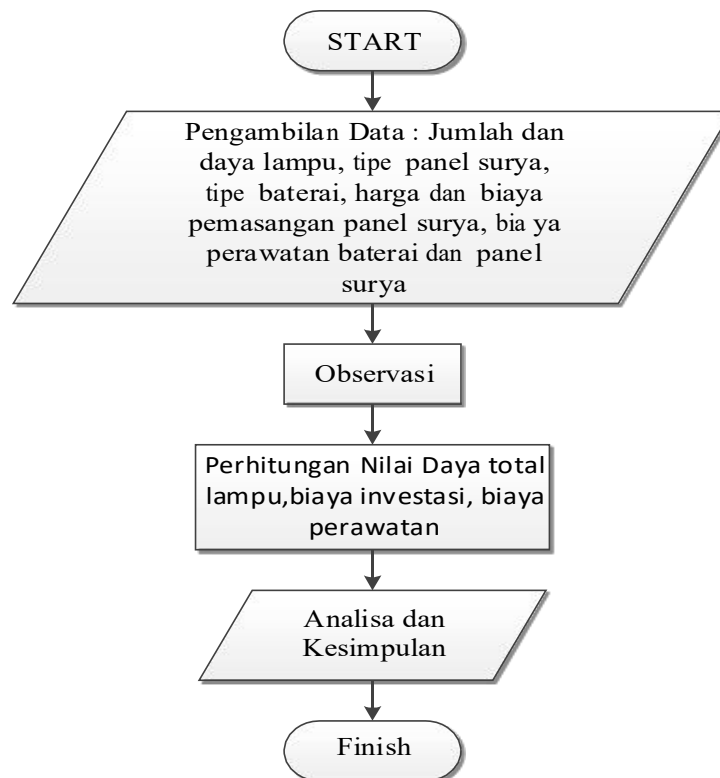 START
Pengambilan Data : Jumlah dan
daya lampu, tipe panel surya,
tipe baterai, harga dan biaya
pemasangan panel surya, bia ya
perawatan baterai dan panel
surya
Observasi
Perhitungan Nilai Daya total
lampu,biaya investasi, biaya
perawatan
Analisa dan
Kesimpulan
Finish